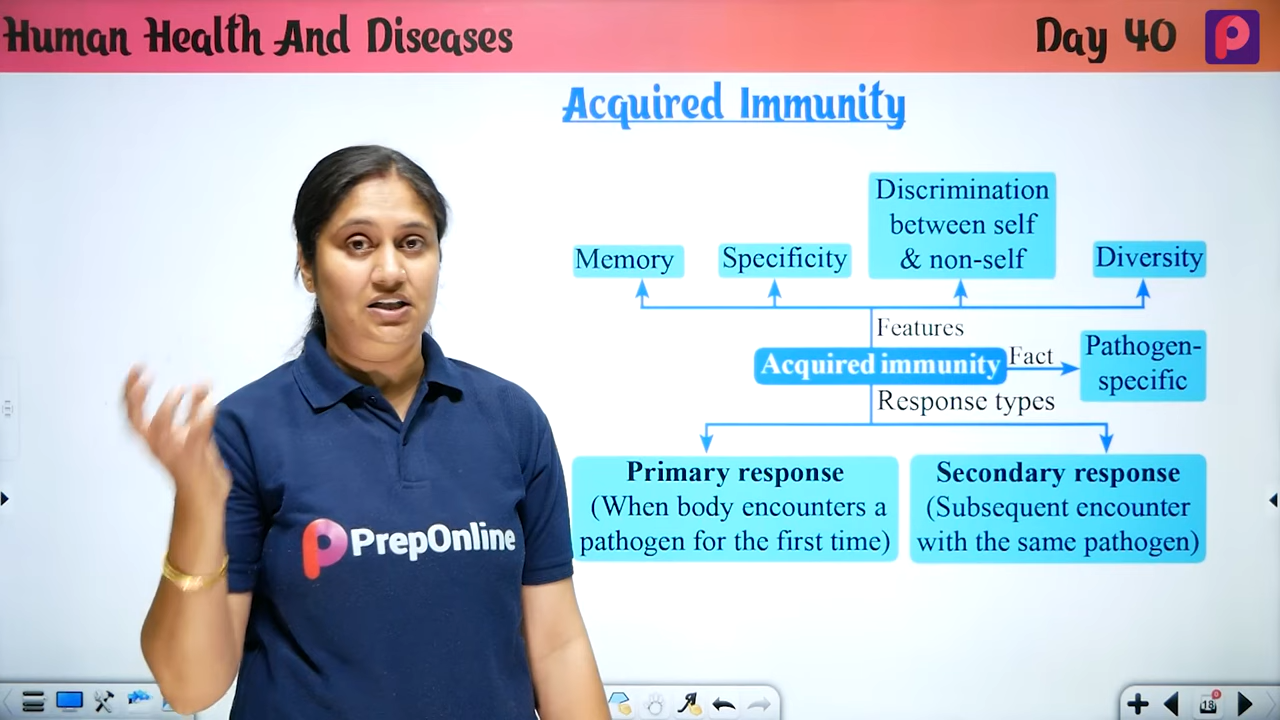 Human Health And Diseases
Day 40
Acquired Immunity
Discrimination
between self
& non-self
Memory
Specificity
Diversity
Features
Acquired immunity
Fact
Pathogen-
specific
Response types
Primary response
(When body encounters a
pathogen for the first time)
Secondary response
(Subsequent encounter
with the same pathogen)
PrepOnline
18